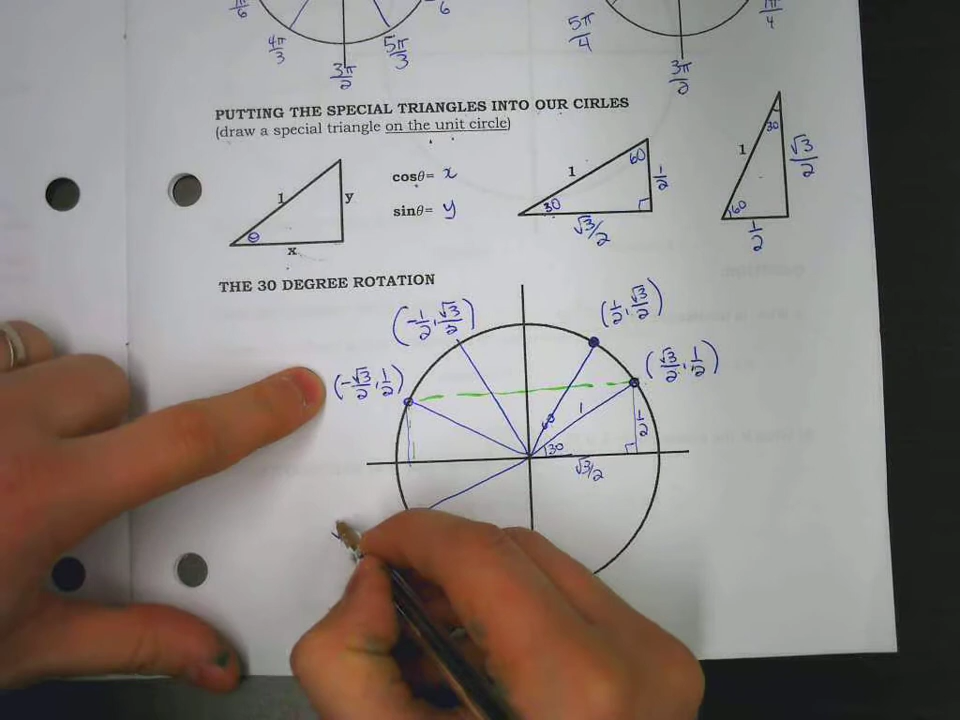 π/6
6
4π/3
5π/3
3π/2
5π/4
π/4
3π/2
PUTTING THE SPECIAL TRIANGLES INTO OUR CIRLES
(draw a special triangle on the unit circle)
1
y
θ
x
cosθ= x
sinθ= y
1
60
30
1/2
√3/2
30
1
√3/2
60
1/2
THE 30 DEGREE ROTATION
(-1/2, √3/2)
(1/2, √3/2)
(-√3/2, 1/2)
(√3/2, 1/2)
60
1
1/2
30
√3/2